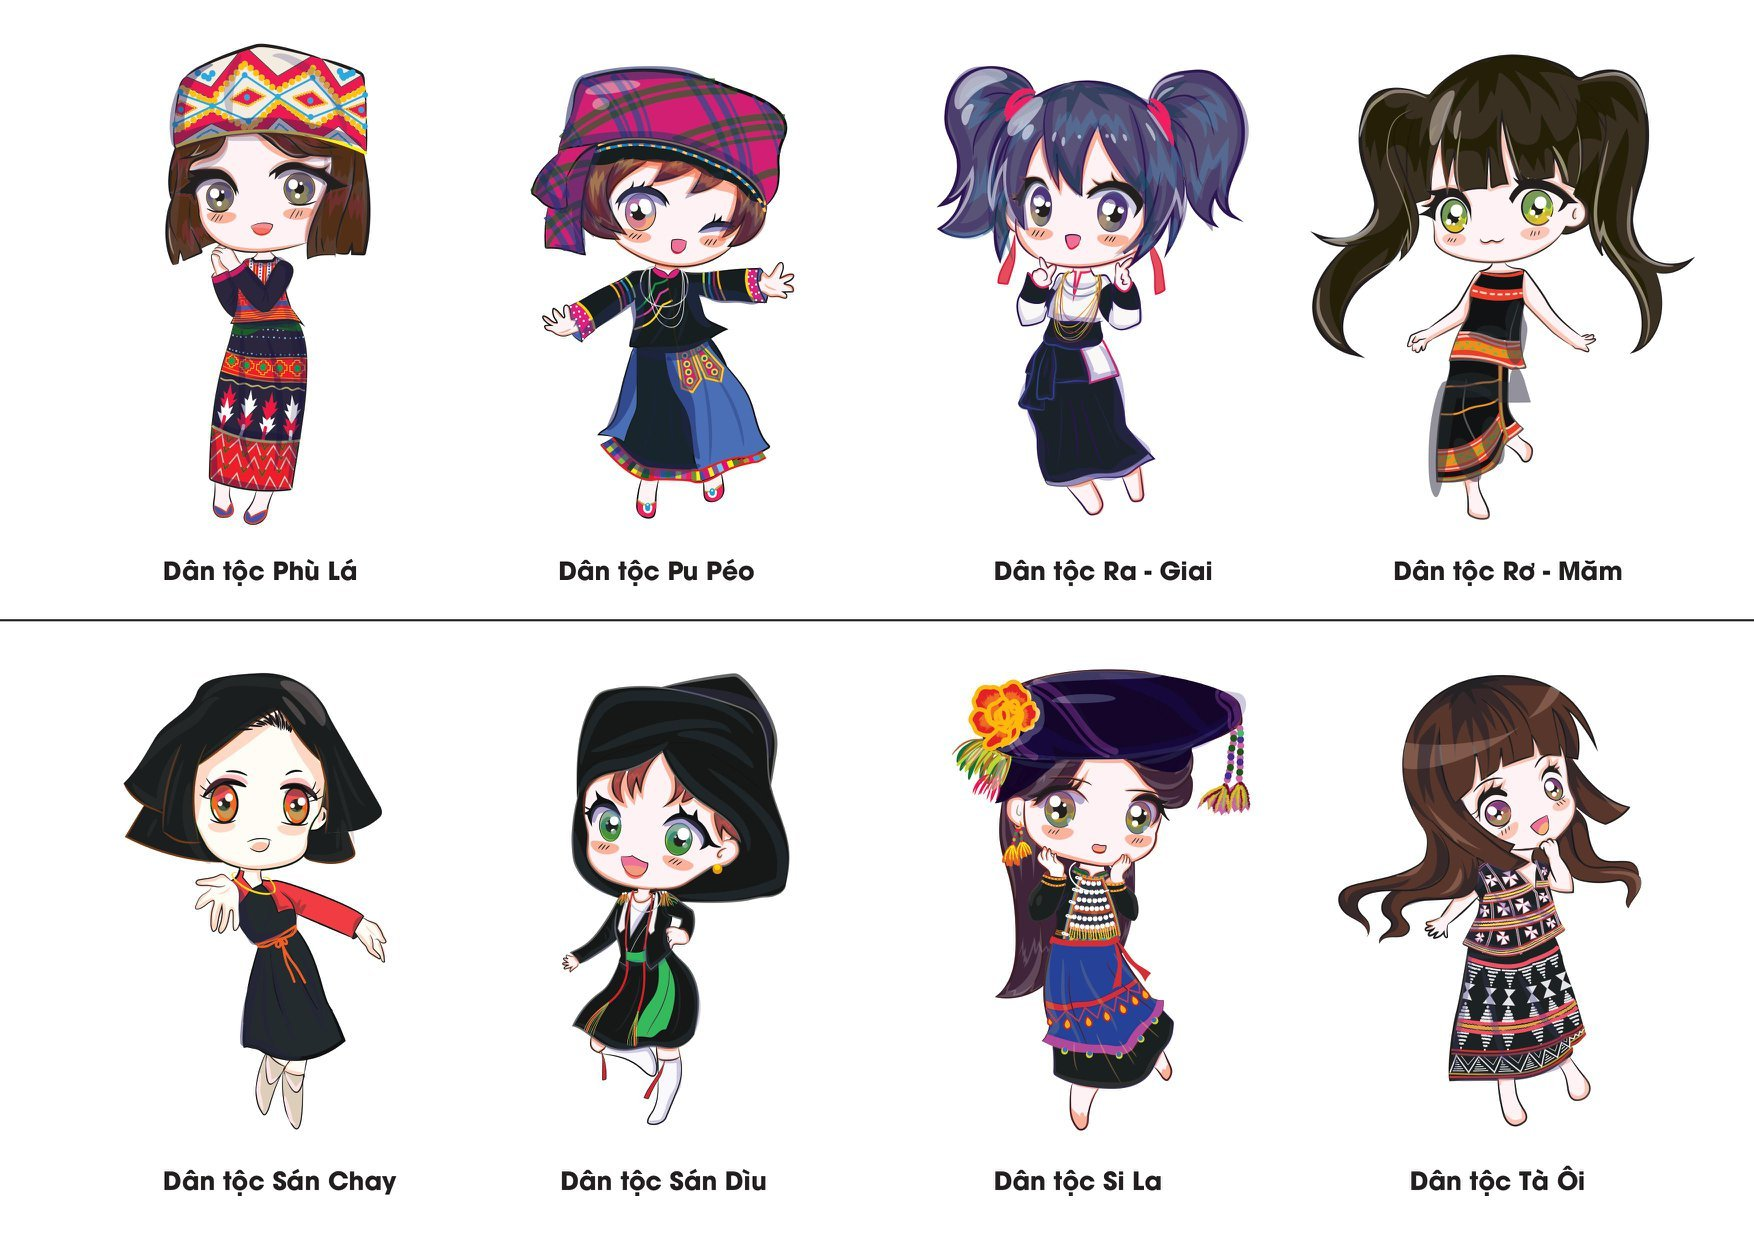 Dân tộc Phù Lá
Dân tộc Pu Péo
Dân tộc Ra - Giai
Dân tộc Rơ - Măm
Dân tộc Sán Chay
Dân tộc Sán Dìu
Dân tộc Si La
Dân tộc Tà Ôi